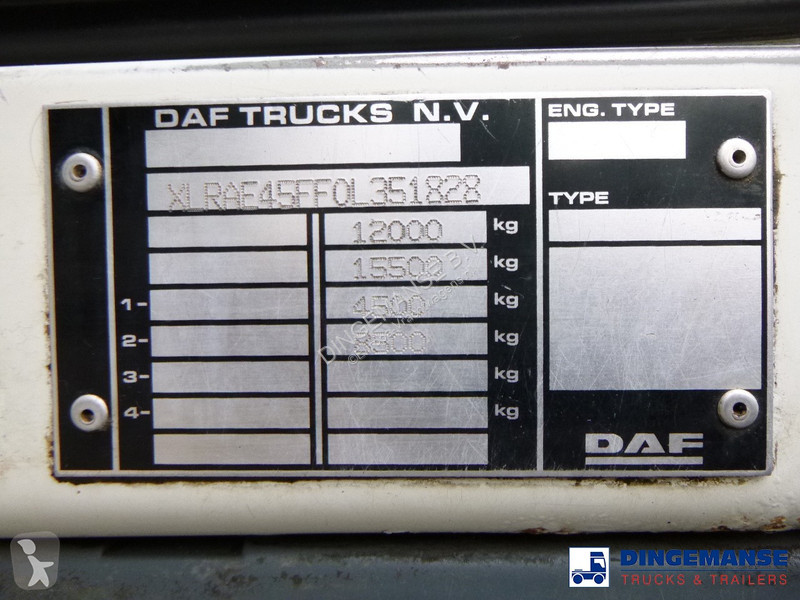 DAF TRUCKS N.V.
XLRAE45FF0L351828
12000 kg
15500 kg
1- 4500 kg
2- kg
3- kg
4- kg
ENG. TYPE
TYPE
DAF
DINGEMANSE B.V.
DINGEMANSE
TRUCKS & TRAILERS